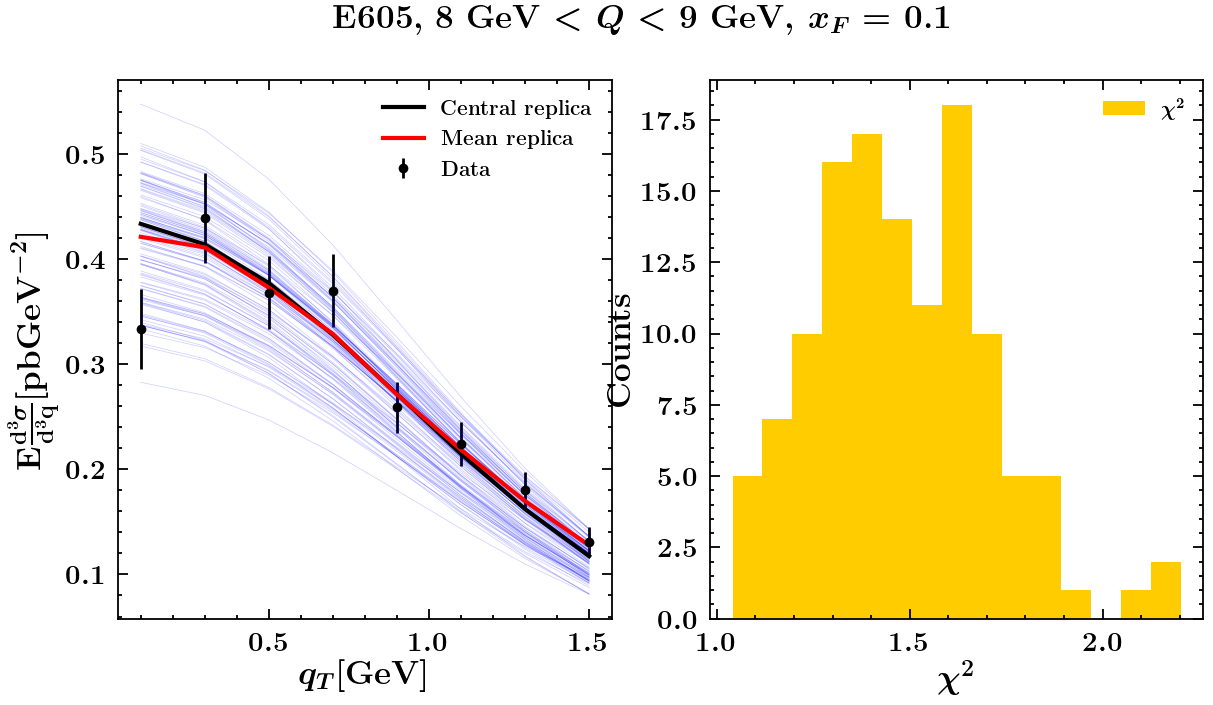 E605, 8 GeV < Q < 9 GeV, x_F = 0.1
Central replica
Mean replica
Data
0.5
0.4
0.3
0.2
0.1
E d³σ/d³q [pbGeV⁻²]
0.5
1.0
1.5
q_T[GeV]
χ²
17.5
15.0
12.5
10.0
7.5
5.0
2.5
0.0
Counts
1.0
1.5
2.0
χ²